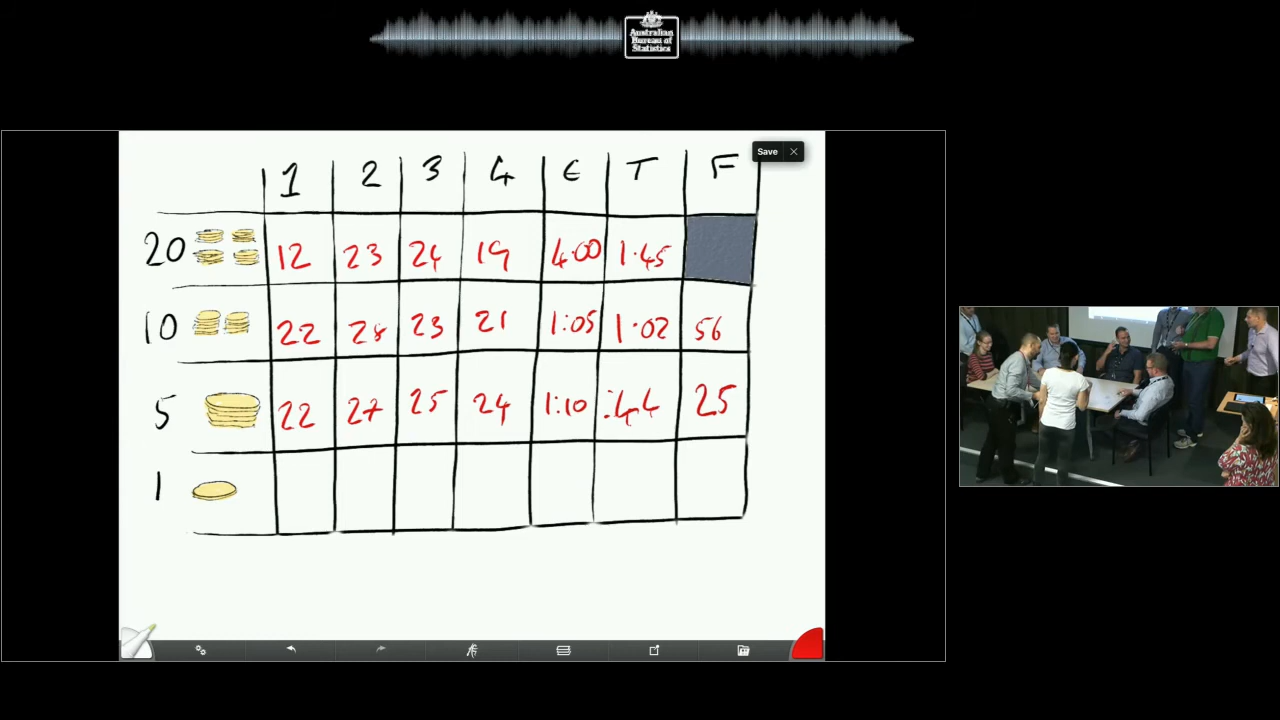 Australian
Bureau of
Statistics
Save
1 2 3 4 E T F
20 12 23 24 19 4:00 1:45
10 22 28 23 21 1:05 1:02 56
5 22 27 25 24 1:10 :44 25
1